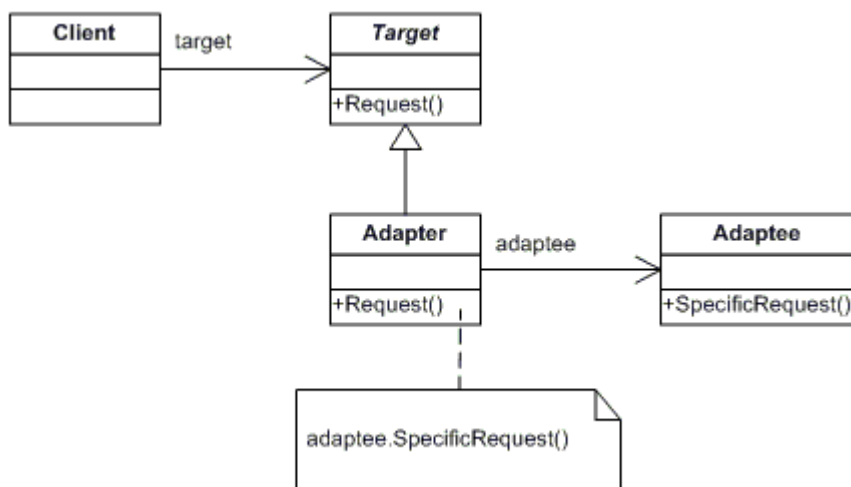 Client
target
Target
+Request()
Adapter
adaptee
Adaptee
+Request()
+SpecificRequest()
adaptee.SpecificRequest()